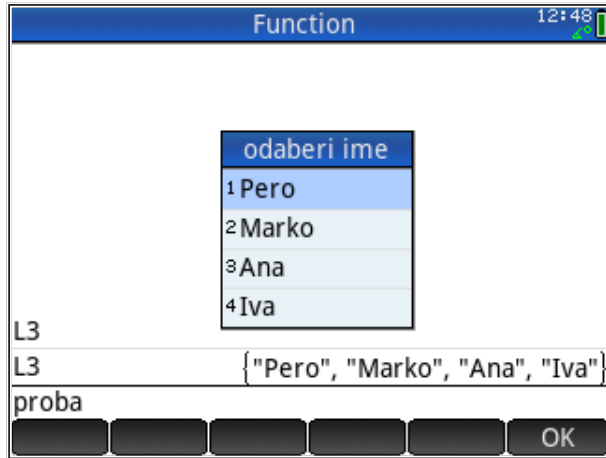 Function
12:48
odaberi ime
1 Pero
2 Marko
3 Ana
4 Iva
L3
L3 {"Pero", "Marko", "Ana", "Iva"}
proba
OK